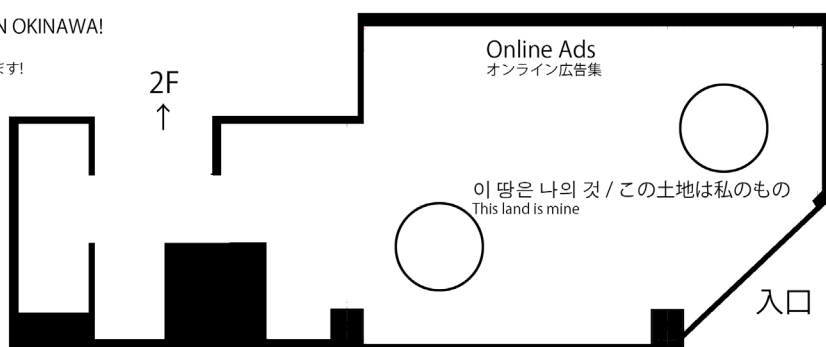 N OKINAWA!
ます!
2F
↑
Online Ads
オンライン広告集
이 땅은 나의 것 / この土地は私のもの
This land is mine
入口